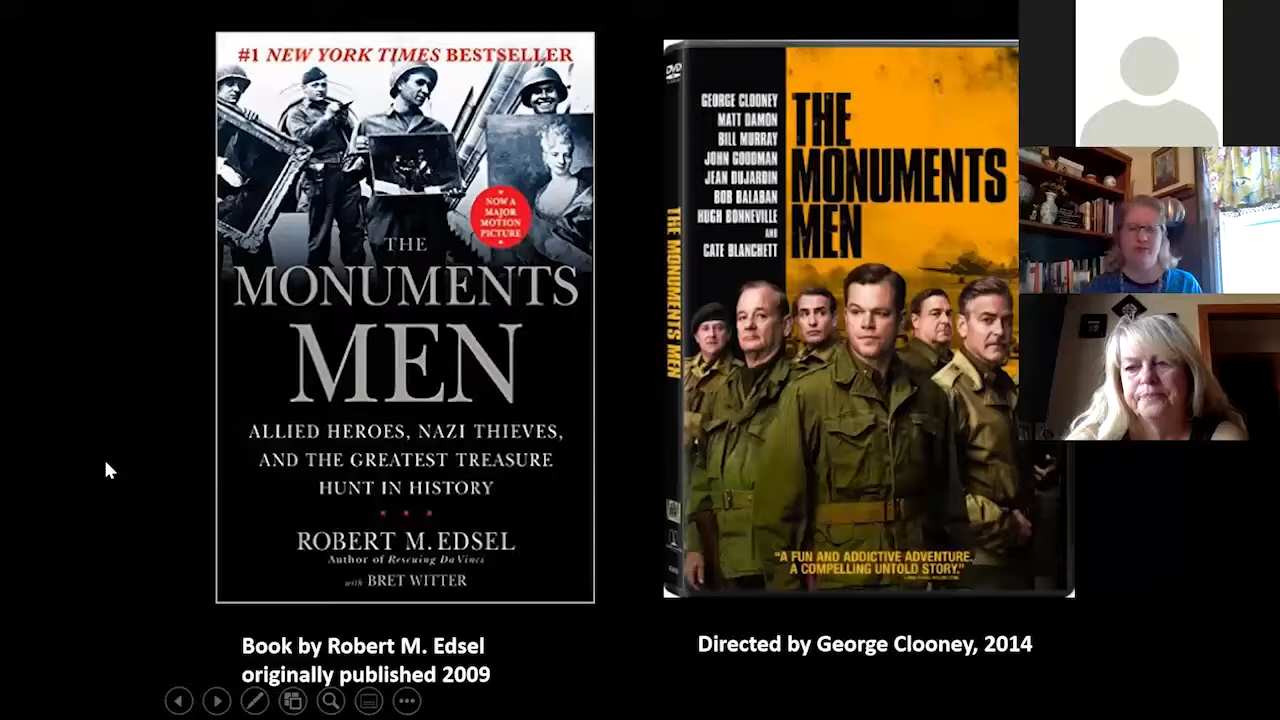 #1 NEW YORK TIMES BESTSELLER
NOW A
MAJOR
MOTION
PICTURE
THE
MONUMENTS
MEN
ALLIED HEROES, NAZI THIEVES,
AND THE GREATEST TREASURE
HUNT IN HISTORY
ROBERT M. EDSEL
Author of Rescuing Da Vinci
with BRET WITTER
Book by Robert M. Edsel
originally published 2009
DVD
THE MONUMENTS MEN
GEORGE CLOONEY
MATT DAMON
BILL MURRAY
JOHN GOODMAN
JEAN DUJARDIN
BOB BALABAN
HUGH BONNEVILLE
AND
CATE BLANCHETT
THE
MONUMENTS
MEN
"A FUN AND ADDICTIVE ADVENTURE.
A COMPELLING UNTOLD STORY."
Directed by George Clooney, 2014